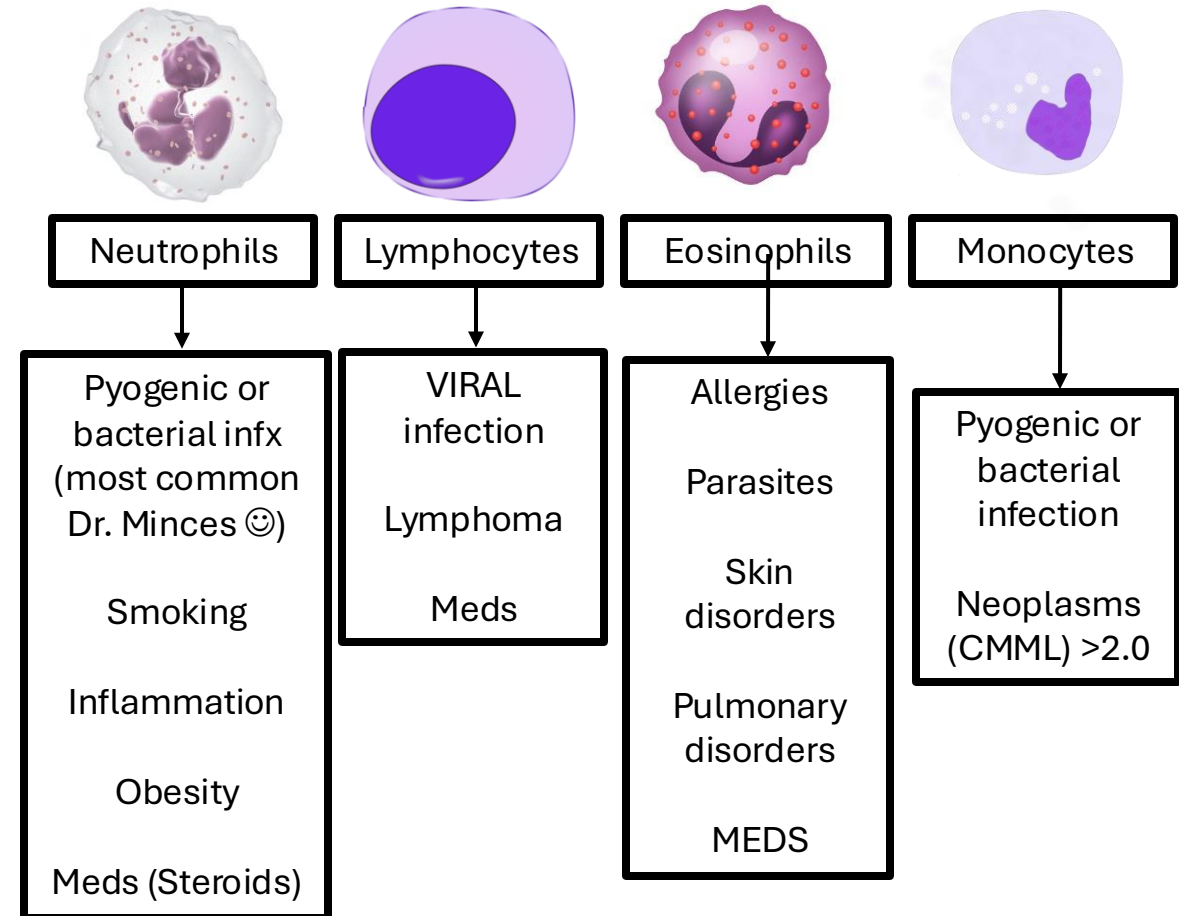 Neutrophils
Pyogenic or
bacterial infx
(most common
Dr. Minces ☺)
Smoking
Inflammation
Obesity
Meds (Steroids)
Lymphocytes
VIRAL
infection
Lymphoma
Meds
Eosinophils
Allergies
Parasites
Skin
disorders
Pulmonary
disorders
MEDS
Monocytes
Pyogenic or
bacterial
infection
Neoplasms
(CMML) >2.0